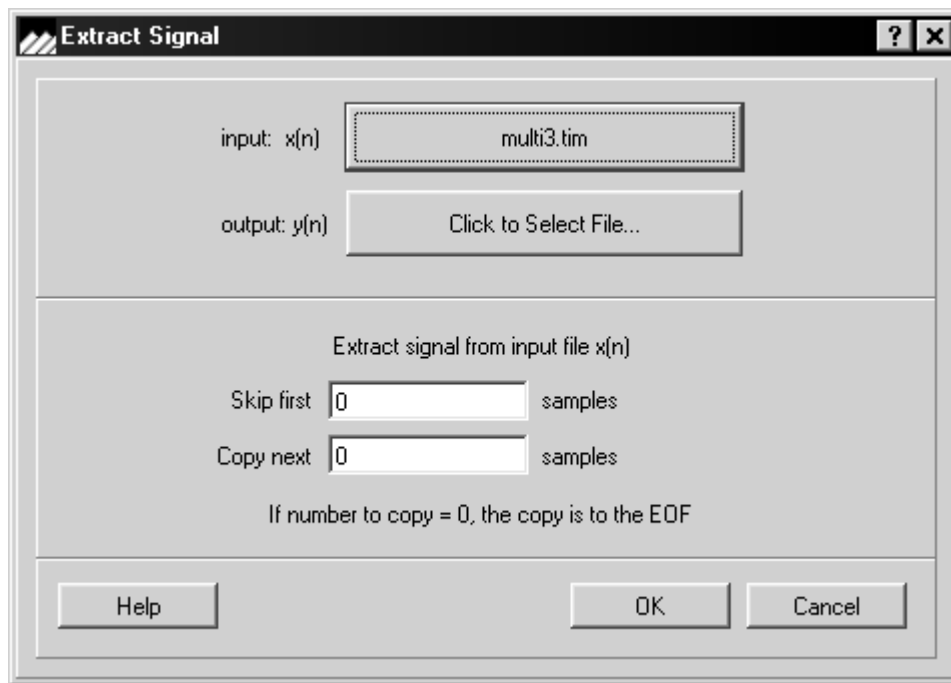 Extract Signal
input: x(n) multi3.tim
output: y(n) Click to Select File...
Extract signal from input file x(n)
Skip first 0 samples
Copy next 0 samples
If number to copy = 0, the copy is to the EOF
Help OK Cancel